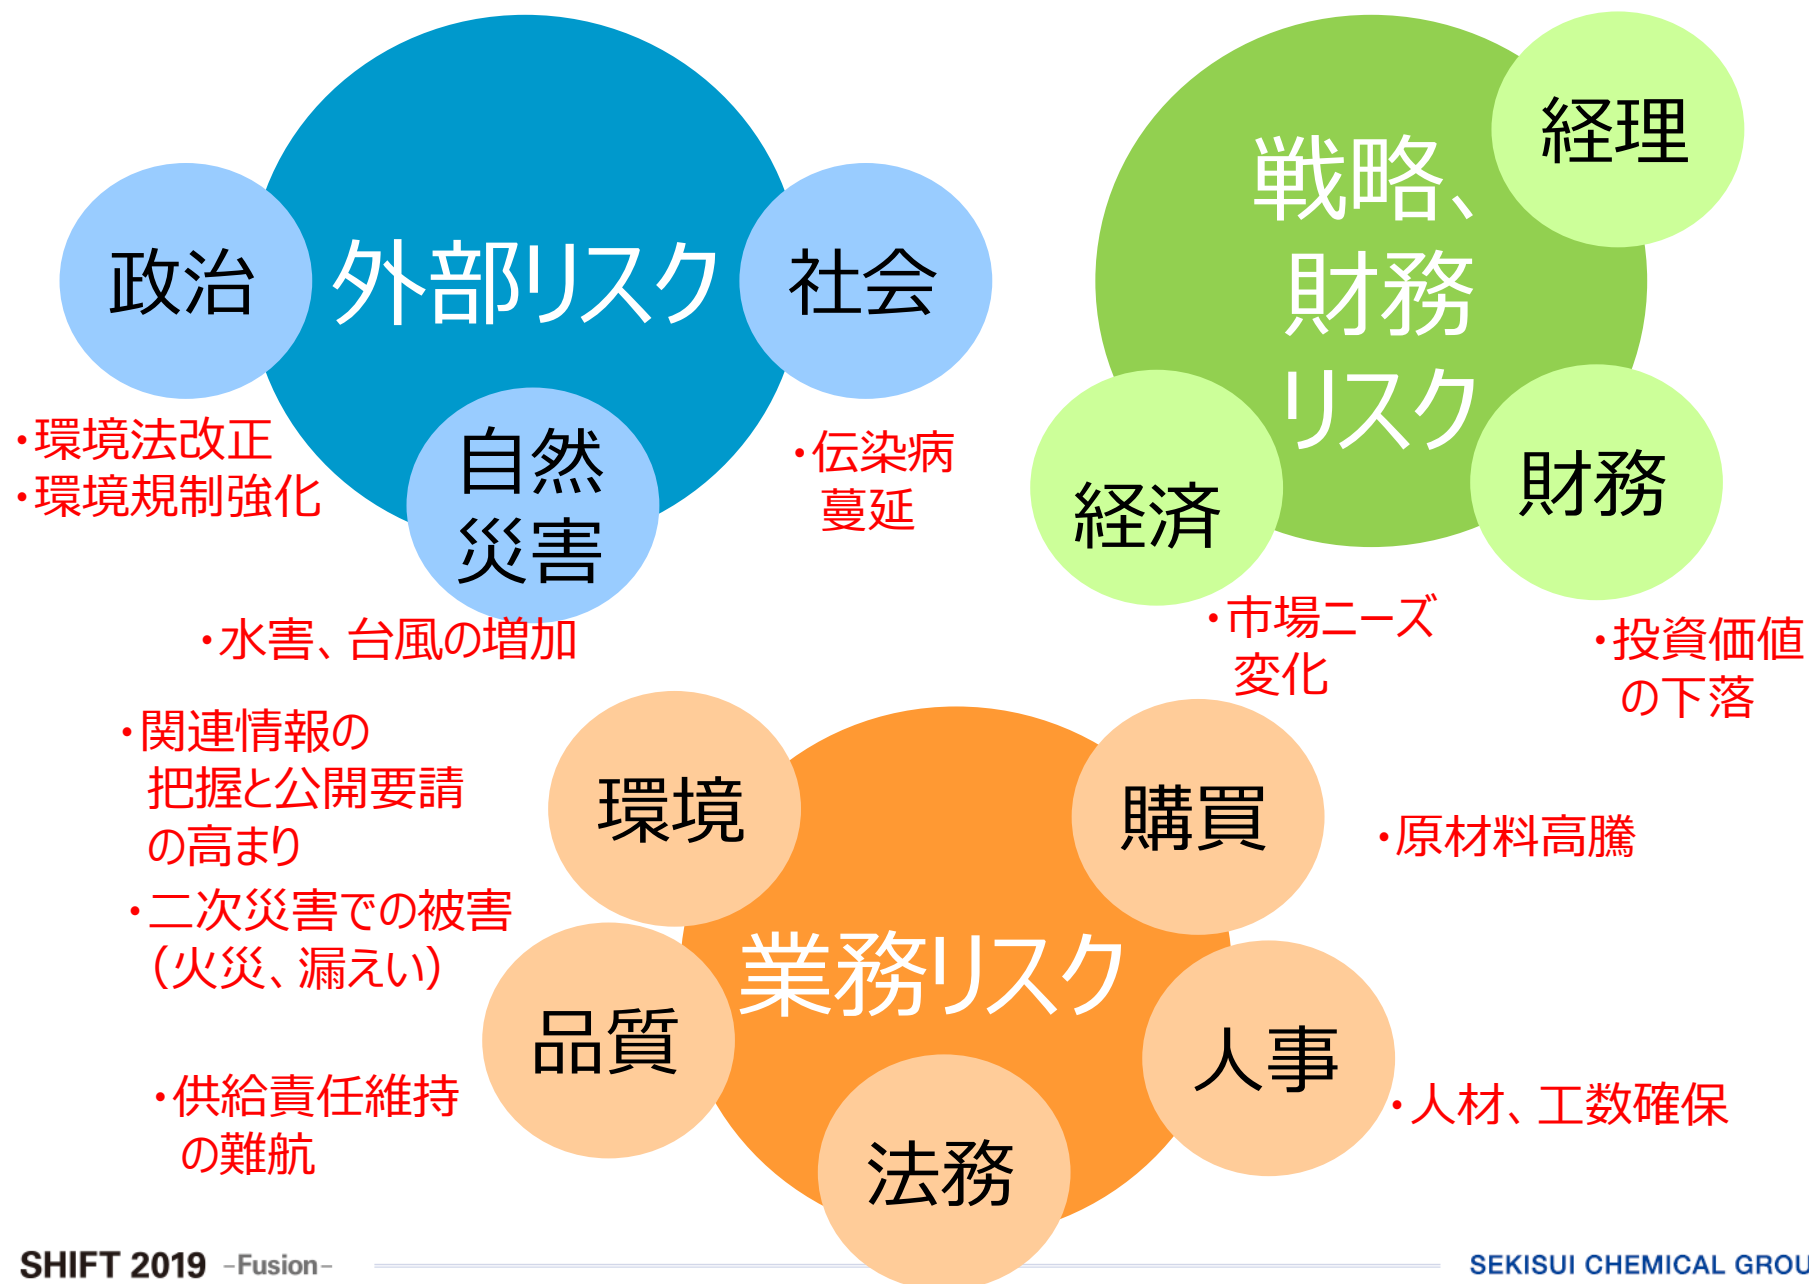 外部リスク
政治
・環境法改正
・環境規制強化
自然
災害
・水害、台風の増加
社会
・伝染病
蔓延
戦略、
財務
リスク
経理
経済
・市場ニーズ
変化
財務
・投資価値
の下落
業務リスク
環境
・関連情報の
把握と公開要請
の高まり
・二次災害での被害
（火災、漏えい）
品質
・供給責任維持
の難航
法務
購買
・原材料高騰
人事
・人材、工数確保
SHIFT 2019 -Fusion-
SEKISUI CHEMICAL GROU